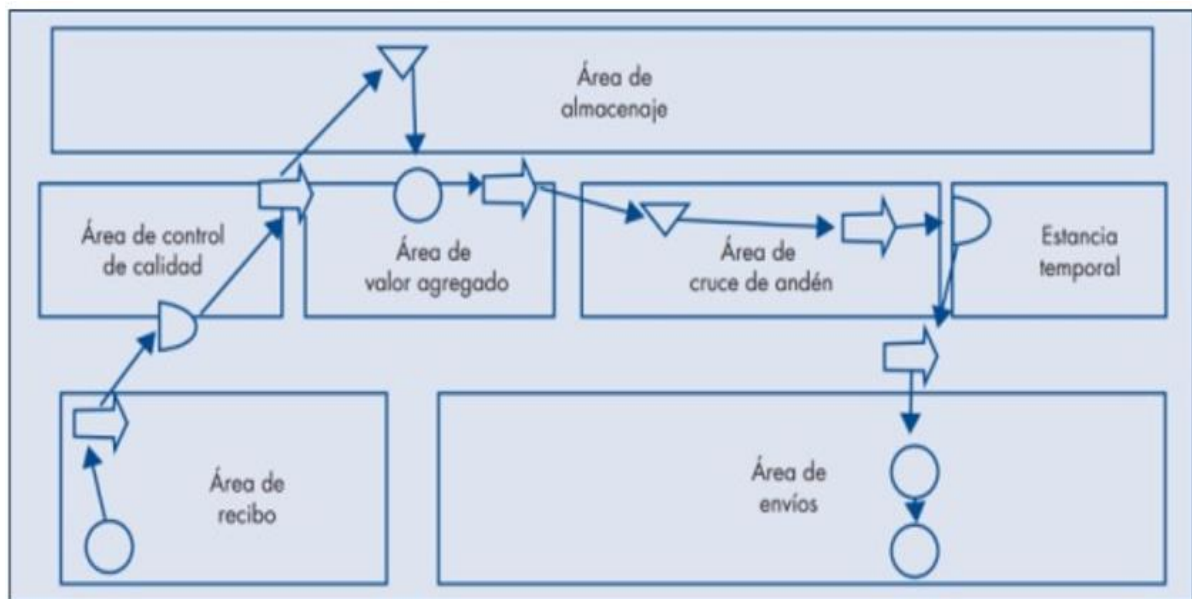 Área de
almacenaje
Área de control
de calidad
Área de
valor agregado
Área de
cruce de andén
Estancia
temporal
Área de
recibo
Área de
envíos